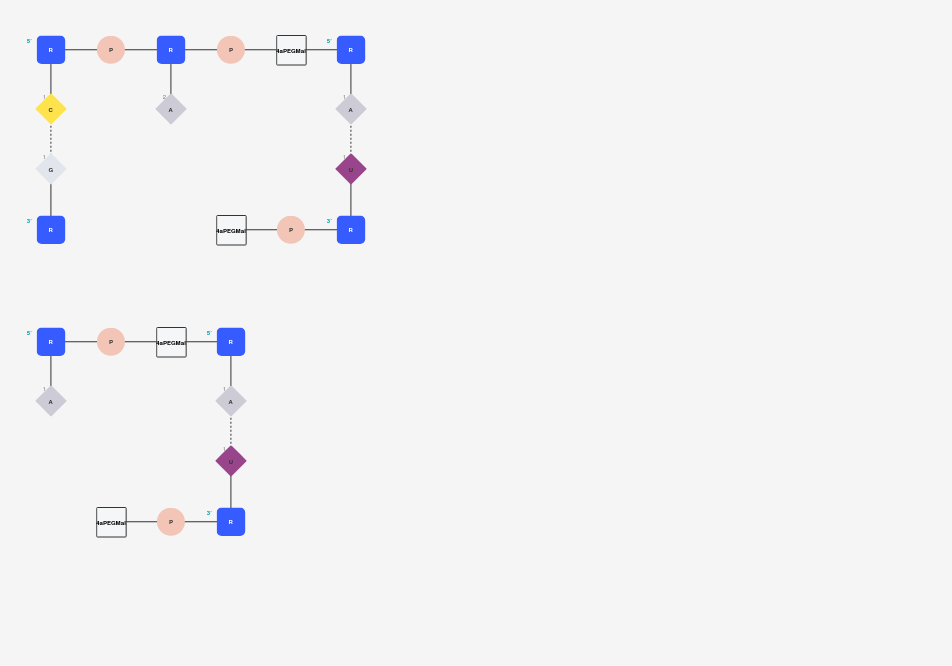 5' R P R P 4aPEGMal 5' R
1 C 2 A 1 A
1 G 1 U
3' R 4aPEGMal P 3' R
5' R P 4aPEGMal 5' R
1 A 1 A
1 U
4aPEGMal P 3' R